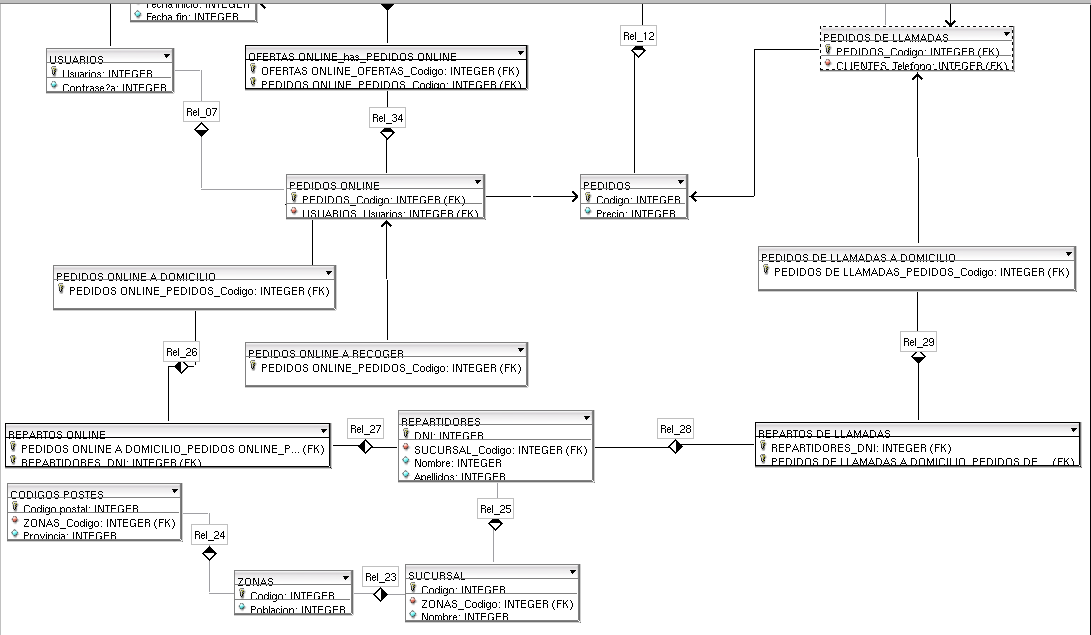 Fecha inicio: INTEGER
Fecha fin: INTEGER
USUARIOS
Usuarios: INTEGER
Contrase?a: INTEGER
OFERTAS ONLINE_has_PEDIDOS ONLINE
OFERTAS ONLINE_OFERTAS_Codigo: INTEGER (FK)
PEDIDOS ONLINE_PEDIDOS_Codigo: INTEGER (FK)
Rel_12
PEDIDOS DE LLAMADAS
PEDIDOS_Codigo: INTEGER (FK)
CLIENTES_Telefono: INTEGER (FK)
Rel_07
Rel_34
PEDIDOS ONLINE
PEDIDOS_Codigo: INTEGER (FK)
USUARIOS_Usuarios: INTEGER (FK)
PEDIDOS
Codigo: INTEGER
Precio: INTEGER
PEDIDOS ONLINE A DOMICILIO
PEDIDOS ONLINE_PEDIDOS_Codigo: INTEGER (FK)
PEDIDOS DE LLAMADAS A DOMICILIO
PEDIDOS DE LLAMADAS_PEDIDOS_Codigo: INTEGER (FK)
Rel_26
PEDIDOS ONLINE A RECOGER
PEDIDOS ONLINE_PEDIDOS_Codigo: INTEGER (FK)
Rel_29
REPARTOS ONLINE
PEDIDOS ONLINE A DOMICILIO_PEDIDOS ONLINE_P... (FK)
REPARTIDORES_DNI: INTEGER (FK)
Rel_27
REPARTIDORES
DNI: INTEGER
SUCURSAL_Codigo: INTEGER (FK)
Nombre: INTEGER
Apellidos: INTEGER
Rel_28
REPARTOS DE LLAMADAS
REPARTIDORES_DNI: INTEGER (FK)
PEDIDOS DE LLAMADAS A DOMICILIO_PEDIDOS DE ... (FK)
CODIGOS POSTES
Codigo postal: INTEGER
ZONAS_Codigo: INTEGER (FK)
Provincia: INTEGER
Rel_24
Rel_25
ZONAS
Codigo: INTEGER
Poblacion: INTEGER
Rel_23
SUCURSAL
Codigo: INTEGER
ZONAS_Codigo: INTEGER (FK)
Nombre: INTEGER